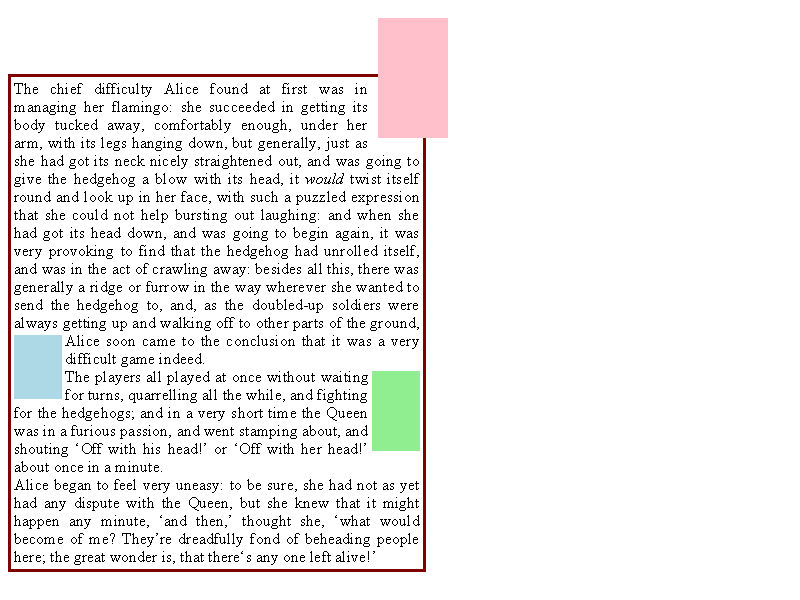 The chief difficulty Alice found at first was in
managing her flamingo: she succeeded in getting its
body tucked away, comfortably enough, under her
arm, with its legs hanging down, but generally, just as
she had got its neck nicely straightened out, and was going to
give the hedgehog a blow with its head, it would twist itself
round and look up in her face, with such a puzzled expression
that she could not help bursting out laughing: and when she
had got its head down, and was going to begin again, it was
very provoking to find that the hedgehog had unrolled itself,
and was in the act of crawling away: besides all this, there was
generally a ridge or furrow in the way wherever she wanted to
send the hedgehog to, and, as the doubled-up soldiers were
always getting up and walking off to other parts of the ground,
Alice soon came to the conclusion that it was a very
difficult game indeed.
The players all played at once without waiting
for turns, quarrelling all the while, and fighting
for the hedgehogs; and in a very short time the Queen
was in a furious passion, and went stamping about, and
shouting ‘Off with his head!’ or ‘Off with her head!’
about once in a minute.
Alice began to feel very uneasy: to be sure, she had not as yet
had any dispute with the Queen, but she knew that it might
happen any minute, ‘and then,’ thought she, ‘what would
become of me? They’re dreadfully fond of beheading people
here; the great wonder is, that there‘s any one left alive!’